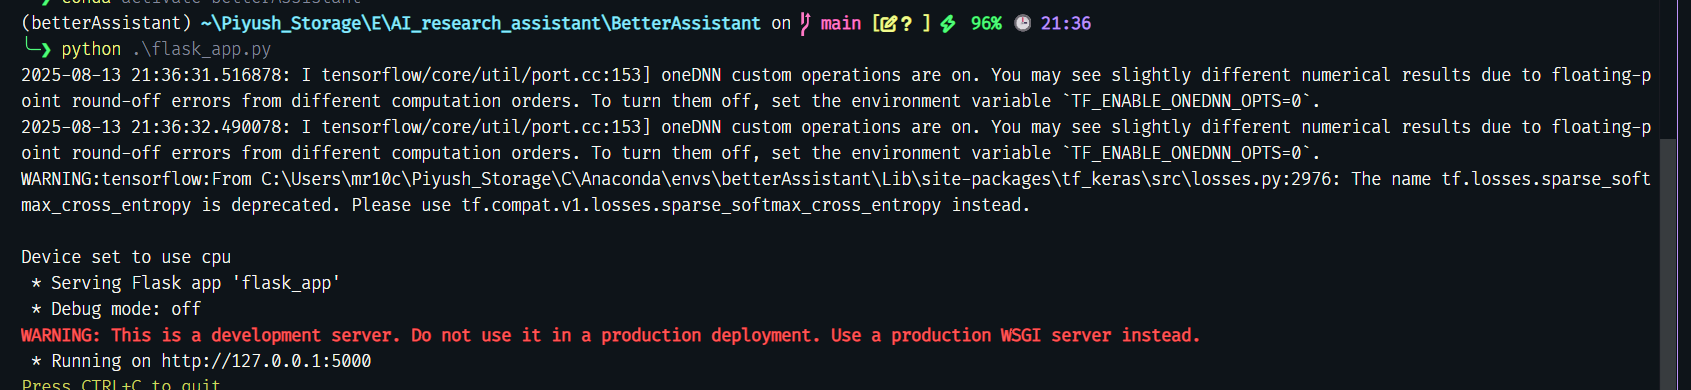 conda activate betterAssistant
(betterAssistant) ~\Piyush_Storage\E\AI_research_assistant\BetterAssistant on main [? ] 96% 21:36
❯ python .\flask_app.py
2025-08-13 21:36:31.516878: I tensorflow/core/util/port.cc:153] oneDNN custom operations are on. You may see slightly different numerical results due to floating-p
oint round-off errors from different computation orders. To turn them off, set the environment variable `TF_ENABLE_ONEDNN_OPTS=0`.
2025-08-13 21:36:32.490078: I tensorflow/core/util/port.cc:153] oneDNN custom operations are on. You may see slightly different numerical results due to floating-p
oint round-off errors from different computation orders. To turn them off, set the environment variable `TF_ENABLE_ONEDNN_OPTS=0`.
WARNING:tensorflow:From C:\Users\mr10c\Piyush_Storage\C\Anaconda\envs\betterAssistant\Lib\site-packages\tf_keras\src\losses.py:2976: The name tf.losses.sparse_soft
max_cross_entropy is deprecated. Please use tf.compat.v1.losses.sparse_softmax_cross_entropy instead.
Device set to use cpu
* Serving Flask app 'flask_app'
* Debug mode: off
WARNING: This is a development server. Do not use it in a production deployment. Use a production WSGI server instead.
* Running on http://127.0.0.1:5000
Press CTRL+C to quit